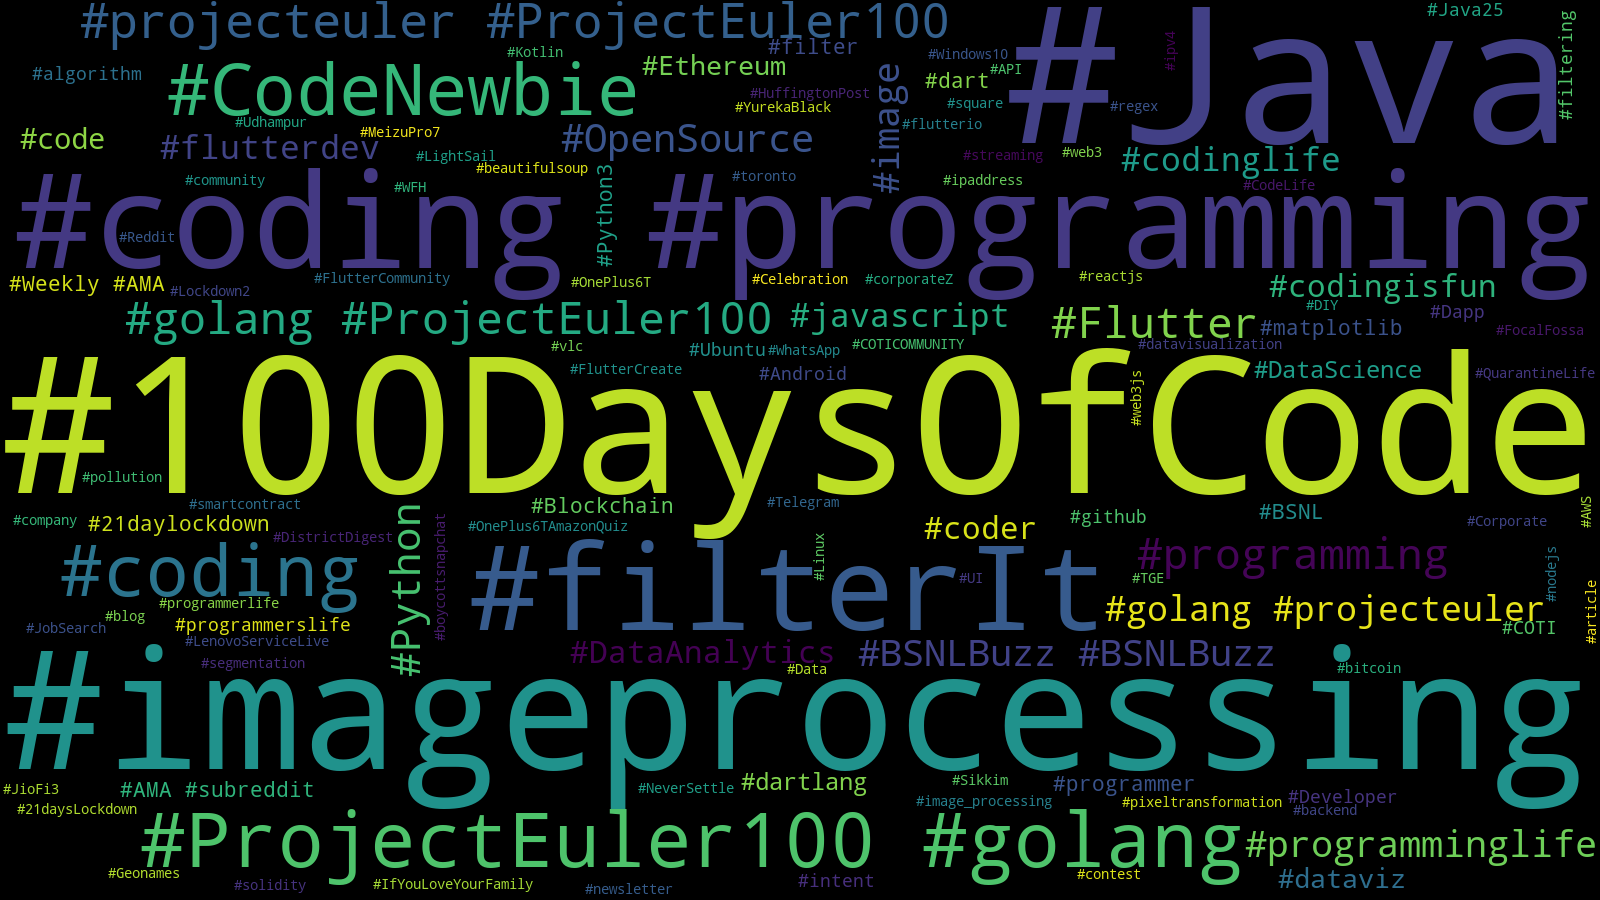 #projecteuler #ProjectEuler100
#Java
#Java25
#filtering
#ipv4
#Kotlin
#filter
#Windows10
#algorithm
#CodeNewbie
#Ethereum
#image
#dart
#API
#HuffingtonPost
#YurekaBlack
#square
#regex
#Udhampur
#MeizuPro7
#flutterio
#code
#flutterdev
#OpenSource
#LightSail
#streaming
#web3
#codinglife
#beautifulsoup
#Python3
#community
#WFH
#toronto
#ipaddress
#CodeLife
#coding
#programming
#Reddit
#Weekly #AMA
#Lockdown2
#FlutterCommunity
#OnePlus6T
#Celebration
#corporateZ
#reactjs
#codingisfun
#golang #ProjectEuler100
#javascript
#Flutter
#DIY
#Dapp
#matplotlib
#FocalFossa
#vlc
#Ubuntu
#WhatsApp
#COTICOMMUNITY
#datavisualization
#FlutterCreate
#Android
#web3js
#DataScience
#QuarantineLife
#100DaysOfCode
#pollution
#smartcontract
#Blockchain
#Telegram
#AWS
#company
#21daylockdown
#OnePlus6TAmazonQuiz
#coder
#github
#BSNL
#Corporate
#DistrictDigest
#Python
#boycottsnapchat
#coding
#filterIt
#Linux
#UI
#programming
#TGE
#nodejs
#programmerlife
#golang #projecteuler
#article
#blog
#JobSearch
#programmerslife
#COTI
#LenovoServiceLive
#segmentation
#DataAnalytics
#Data
#BSNLBuzz #BSNLBuzz
#bitcoin
#imageprocessing
#JioFi3
#AMA #subreddit
#NeverSettle
#dartlang
#Sikkim
#programmer
#21daysLockdown
#image_processing
#pixeltransformation
#Developer
#backend
#ProjectEuler100
#golang
#programminglife
#Geonames
#solidity
#IfYouLoveYourFamily
#newsletter
#intent
#contest
#dataviz